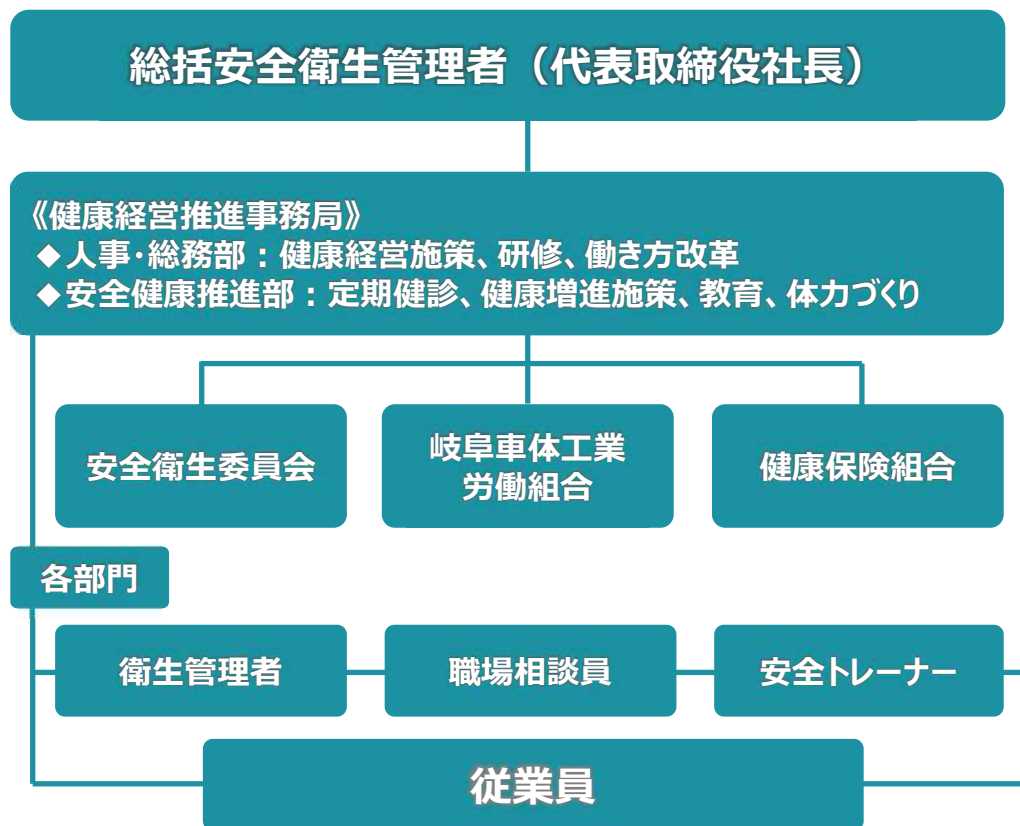 総括安全衛生管理者（代表取締役社長）
《健康経営推進事務局》
◆人事・総務部：健康経営施策、研修、働き方改革
◆安全健康推進部：定期健診、健康増進施策、教育、体力づくり
安全衛生委員会
岐阜車体工業
労働組合
健康保険組合
各部門
衛生管理者
職場相談員
安全トレーナー
従業員